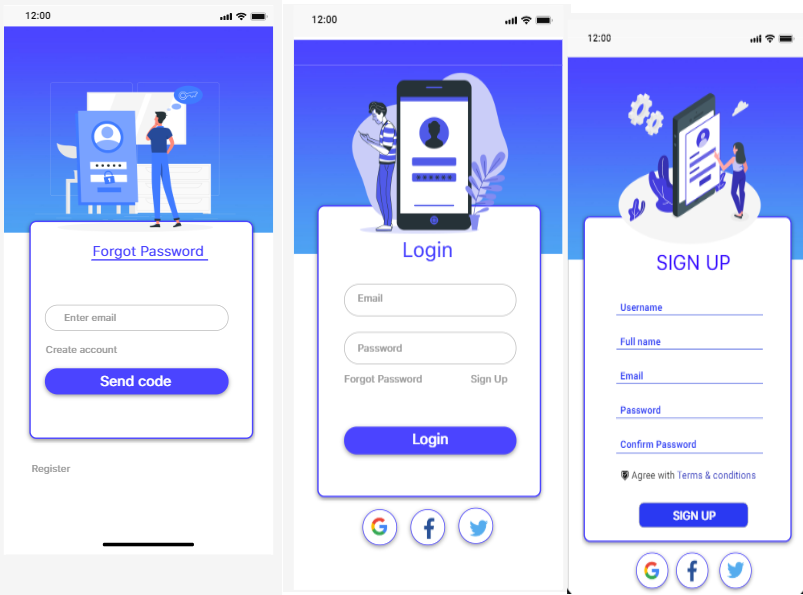 12:00
Forgot Password
Enter email
Create account
Send code
Register
12:00
Login
Email
Password
Forgot Password Sign Up
Login
12:00
SIGN UP
Username
Full name
Email
Password
Confirm Password
Agree with Terms & conditions
SIGN UP